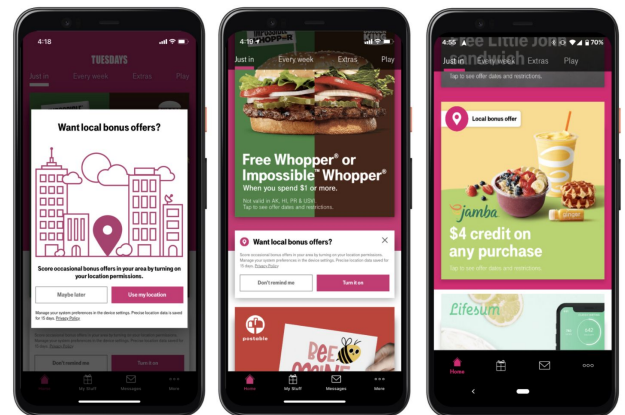 4:18
TUESDAYS
Just in Every week Extras Play
Want local bonus offers?
Score occasional bonus offers in your area by turning on
your location permissions.
Maybe later Use my location
Manage your system preferences in the device settings. Precise location data is saved
for 15 days. Privacy Policy
Don't remind me Turn it on
Home My Stuff Messages More
4:19
KING
Just in Every week Extras Play
Free Whopper® or
Impossible™ Whopper®
When you spend $1 or more.
Not valid in AK, HI, PR & USVI
Tap to see offer dates and restrictions.
Want local bonus offers?
Score occasional bonus offers in your area by turning on your location permissions.
Manage your system preferences in the device settings. Precise location data saved for
15 days. Privacy Policy
Don't remind me Turn it on
postable
BEE
MINE
Home My Stuff Messages More
4:55 70%
Free Little John
sandwich
Just in Every week Extras Play
Tap to see offer dates and restrictions.
Local bonus offer
jamba
$4 credit on
any purchase
Tap to see offer dates and restrictions.
Lifesum
Home